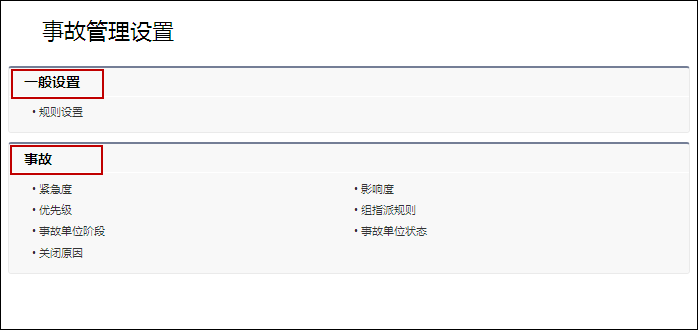 事故管理设置
一般设置
• 规则设置
事故
• 紧急度
• 影响度
• 优先级
• 组指派规则
• 事故单位阶段
• 事故单位状态
• 关闭原因